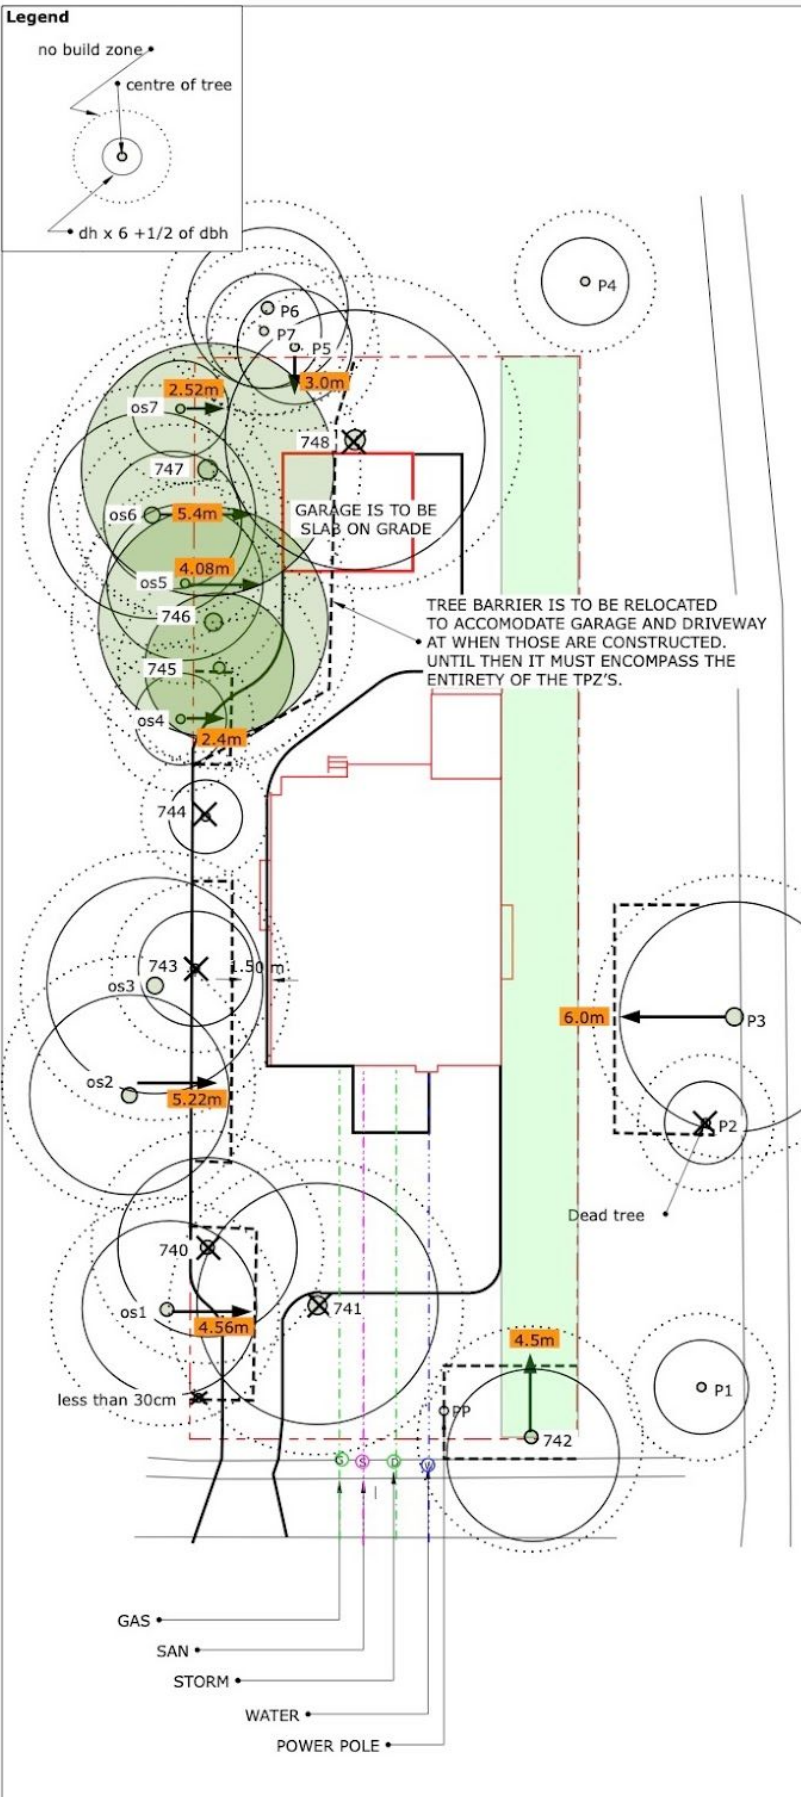 Legend
no build zone
centre of tree
dh x 6 +1/2 of dbh
P4
P6
P7
P5
3.0m
2.52m
os7
748
747
os6
5.4m
GARAGE IS TO BE
SLAB ON GRADE
4.08m
os5
746
TREE BARRIER IS TO BE RELOCATED
TO ACCOMODATE GARAGE AND DRIVEWAY
AT WHEN THOSE ARE CONSTRUCTED.
UNTIL THEN IT MUST ENCOMPASS THE
ENTIRETY OF THE TPZ'S.
745
os4
2.4m
744
743
1.50 m
os3
6.0m
P3
os2
5.22m
P2
Dead tree
740
os1
741
4.56m
4.5m
less than 30cm
P1
PP
742
G
S
D
W
GAS
SAN
STORM
WATER
POWER POLE